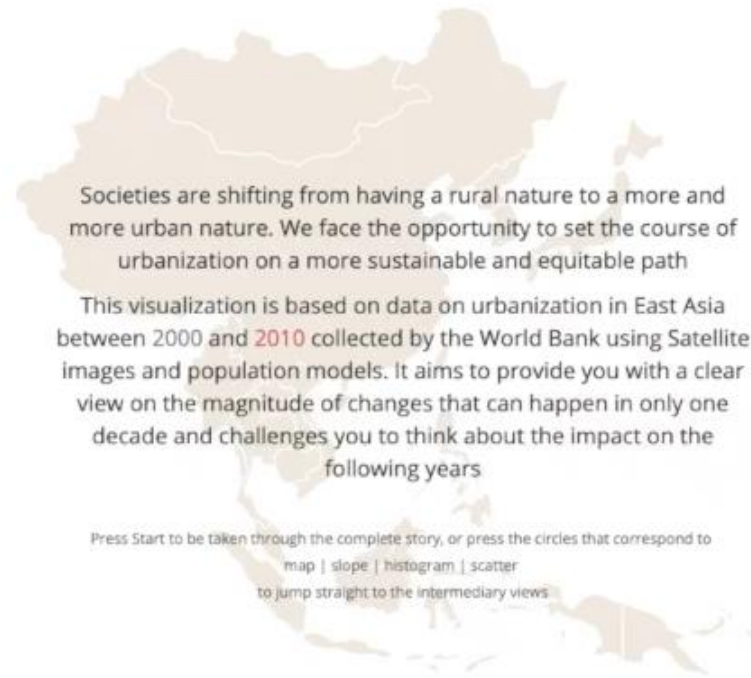 Societies are shifting from having a rural nature to a more and
more urban nature. We face the opportunity to set the course of
urbanization on a more sustainable and equitable path
This visualization is based on data on urbanization in East Asia
between 2000 and 2010 collected by the World Bank using Satellite
images and population models. It aims to provide you with a clear
view on the magnitude of changes that can happen in only one
decade and challenges you to think about the impact on the
following years
Press Start to be taken through the complete story, or press the circles that correspond to
map | slope | histogram | scatter
to jump straight to the intermediary views